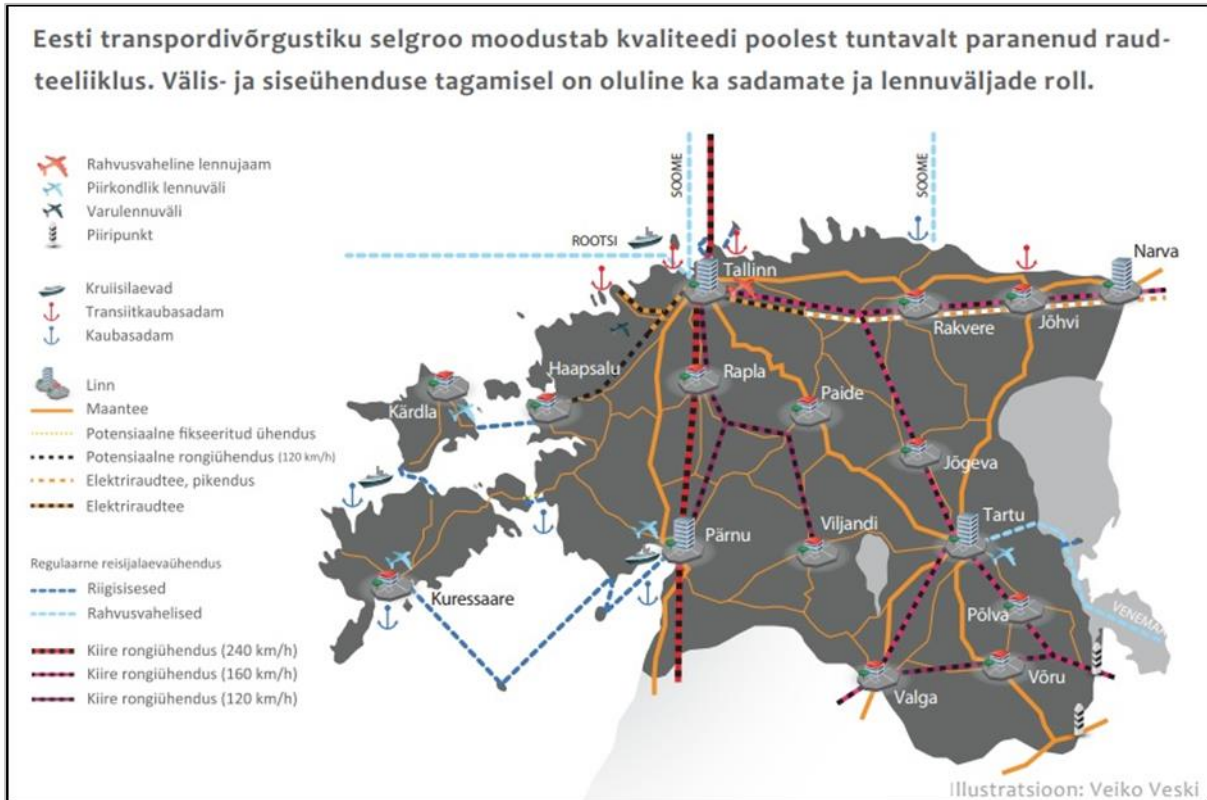 Eesti transpordivõrgustiku selgroo moodustab kvaliteedi poolest tuntavalt paranenud raud-
teeliiklus. Välis- ja siseühenduse tagamisel on oluline ka sadamate ja lennuväljade roll.
Rahvusvaheline lennujaam
Piirkondlik lennuväli
Varulennuväli
Piiripunkt
Kruiisilaevad
Transiitkaubasadam
Kaubasadam
Linn
Maantee
Potensiaalne fikseeritud ühendus
Potensiaalne rongiühendus (120 km/h)
Elektriraudtee, pikendus
Elektriraudtee
Regulaarne reisijalaevaühendus
Riigisisesed
Rahvusvahelised
Kiire rongiühendus (240 km/h)
Kiire rongiühendus (160 km/h)
Kiire rongiühendus (120 km/h)
SOOME
SOOME
ROOTSI
Tallinn
Narva
Rakvere
Jõhvi
Haapsalu
Rapla
Paide
Kärdla
Jõgeva
Pärnu
Viljandi
Tartu
Kuressaare
Põlva
VENEMAA
Valga
Võru
Illustratsioon: Veiko Veski